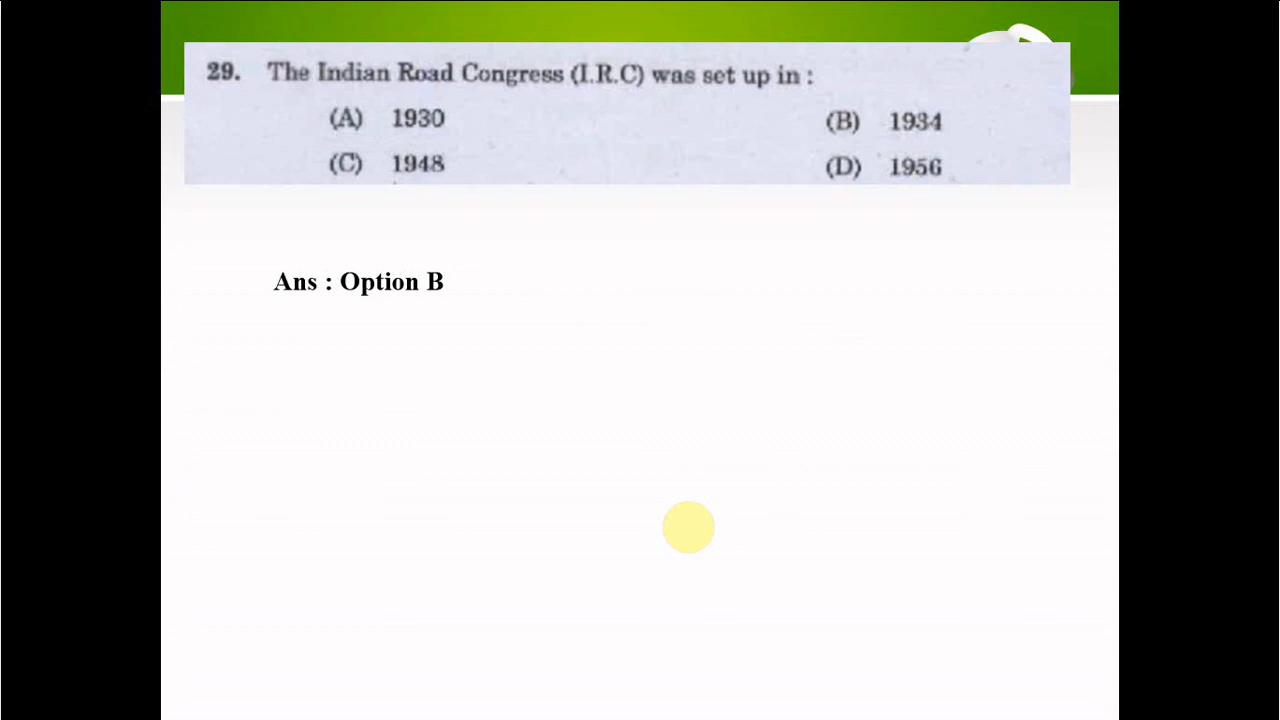 29. The Indian Road Congress (I.R.C) was set up in :
(A) 1930 (B) 1934
(C) 1948 (D) 1956
Ans : Option B